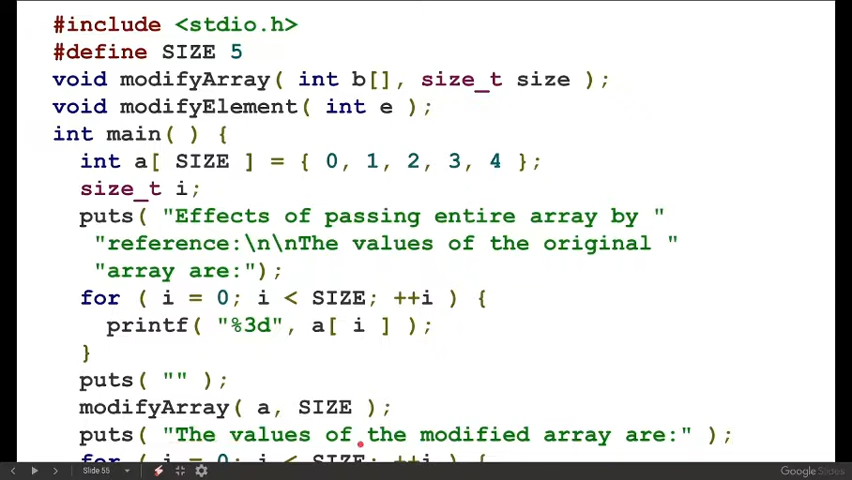 #include <stdio.h>
#define SIZE 5
void modifyArray( int b[], size_t size );
void modifyElement( int e );
int main( ) {
int a[ SIZE ] = { 0, 1, 2, 3, 4 };
size_t i;
puts( "Effects of passing entire array by "
"reference:\n\nThe values of the original "
"array are:");
for ( i = 0; i < SIZE; ++i ) {
printf( "%3d", a[ i ] );
}
puts( "" );
modifyArray( a, SIZE );
puts( "The values of the modified array are:" );
for ( i = 0; i < SIZE; ++i ) {
Slide 55
Google Slides